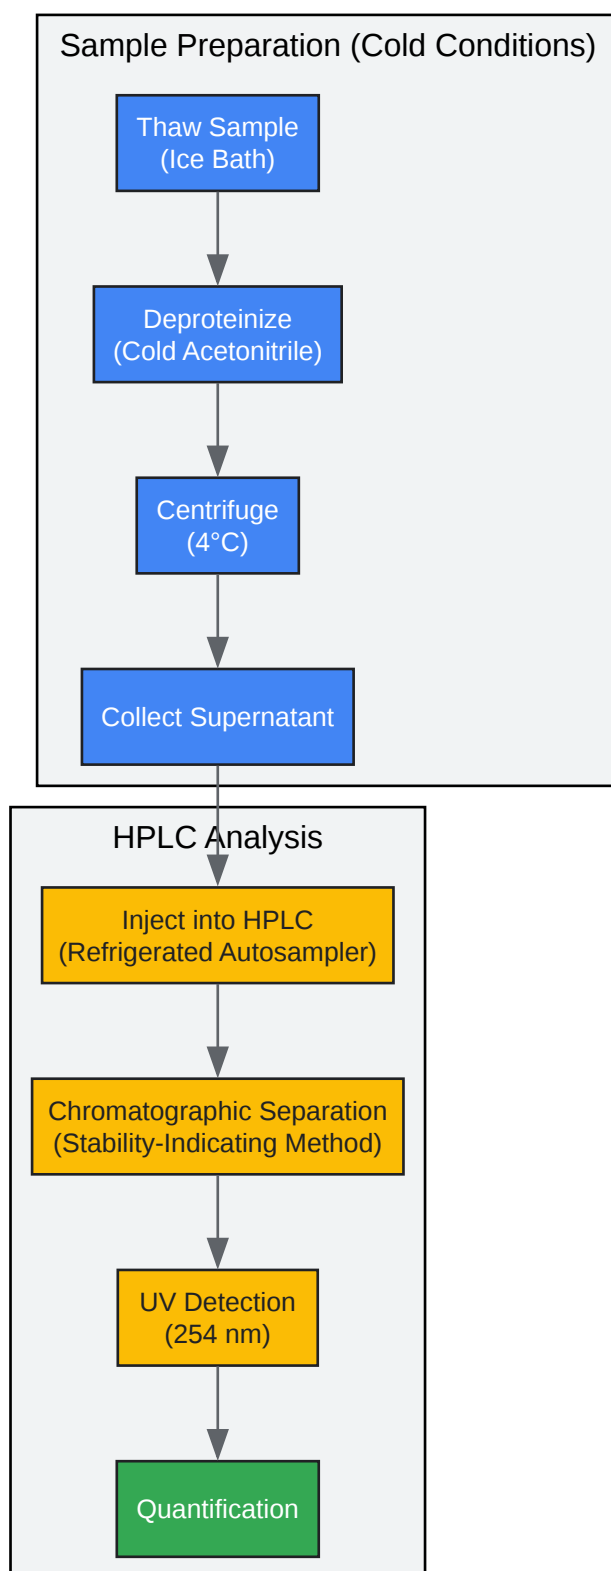 Sample Preparation (Cold Conditions)
Thaw Sample
(Ice Bath)
Deproteinize
(Cold Acetonitrile)
Centrifuge
(4°C)
Collect Supernatant
HPLC Analysis
Inject into HPLC
(Refrigerated Autosampler)
Chromatographic Separation
(Stability-Indicating Method)
UV Detection
(254 nm)
Quantification